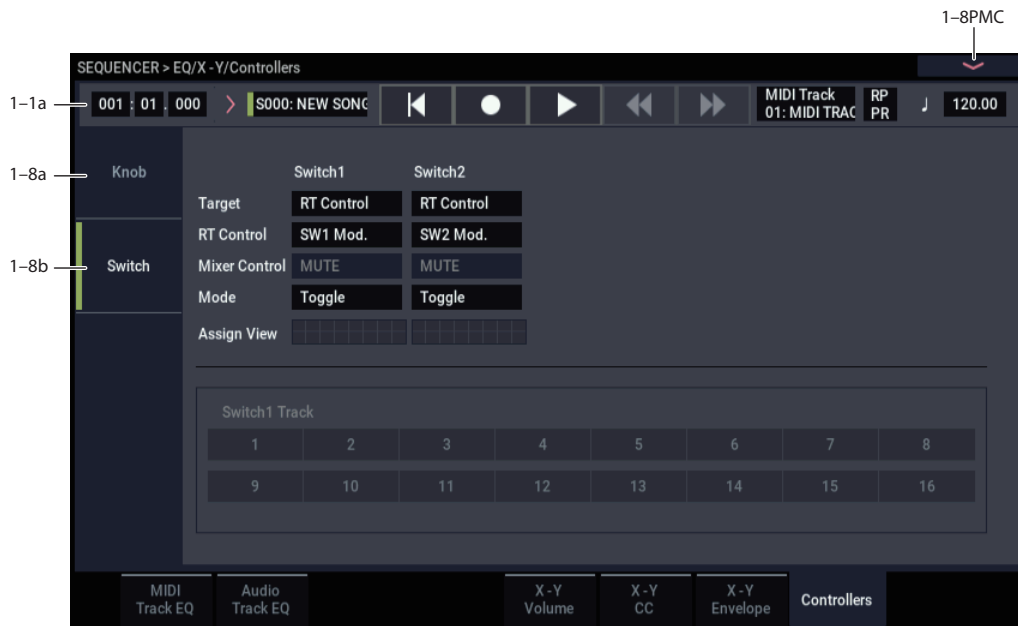 1–8PMC
SEQUENCER > EQ/X-Y/Controllers
1–1a
001 : 01 . 000
S000: NEW SONG
MIDI Track
01: MIDI TRAC
RP
PR
♩ 120.00
1–8a
Knob
Switch1 Switch2
Target RT Control RT Control
RT Control SW1 Mod. SW2 Mod.
1–8b
Switch
Mixer Control MUTE MUTE
Mode Toggle Toggle
Assign View
Switch1 Track
1 2 3 4 5 6 7 8
9 10 11 12 13 14 15 16
MIDI
Track EQ
Audio
Track EQ
X-Y
Volume
X-Y
CC
X-Y
Envelope
Controllers